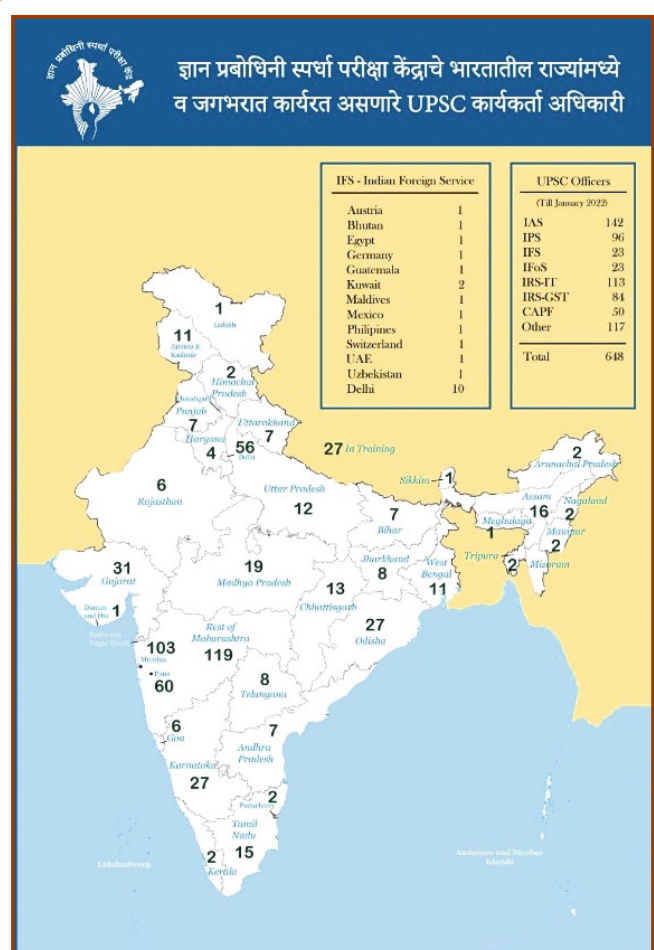 ज्ञान प्रबोधिनी स्पर्धा परीक्षा केंद्र
ज्ञान प्रबोधिनी स्पर्धा परीक्षा केंद्राचे भारतातील राज्यांमध्ये
व जगभरात कार्यरत असणारे UPSC कार्यकर्ता अधिकारी
IFS - Indian Foreign Service
Austria 1
Bhutan 1
Egypt 1
Germany 1
Guatemala 1
Kuwait 2
Maldives 1
Mexico 1
Philipines 1
Switzerland 1
UAE 1
Uzbekistan 1
Delhi 10
UPSC Officers
(Till January 2022)
IAS 142
IPS 96
IFS 23
IFoS 23
IRS-IT 113
IRS-GST 84
CAPF 50
Other 117
Total 648
1
Ladakh
11
Jammu &
Kashmir
2
Himachal
Pradesh
Chandigarh
Punjab
7
Uttarakhand
7
Haryana
4
56
Delhi
27 In Training
2
Arunachal Pradesh
Sikkim 1
6
Rajasthan
Uttar Pradesh
12
7
Bihar
Assam
16
Nagaland
2
Meghalaya
1
Manipur
2
Tripura
2
Mizoram
31
Gujarat
19
Madhya Pradesh
Jharkhand
8
West
Bengal
11
13
Chhattisgarh
Daman
and Diu 1
Dadra and
Nagar Haveli
27
Odisha
Rest of
Maharashtra
119
103
Mumbai
Pune
60
8
Telangana
6
Goa
7
Andhra
Pradesh
Karnataka
27
2
Puducherry
Tamil
Nadu
15
2
Kerala
Lakshadweep
Andaman and Nicobar
Islands